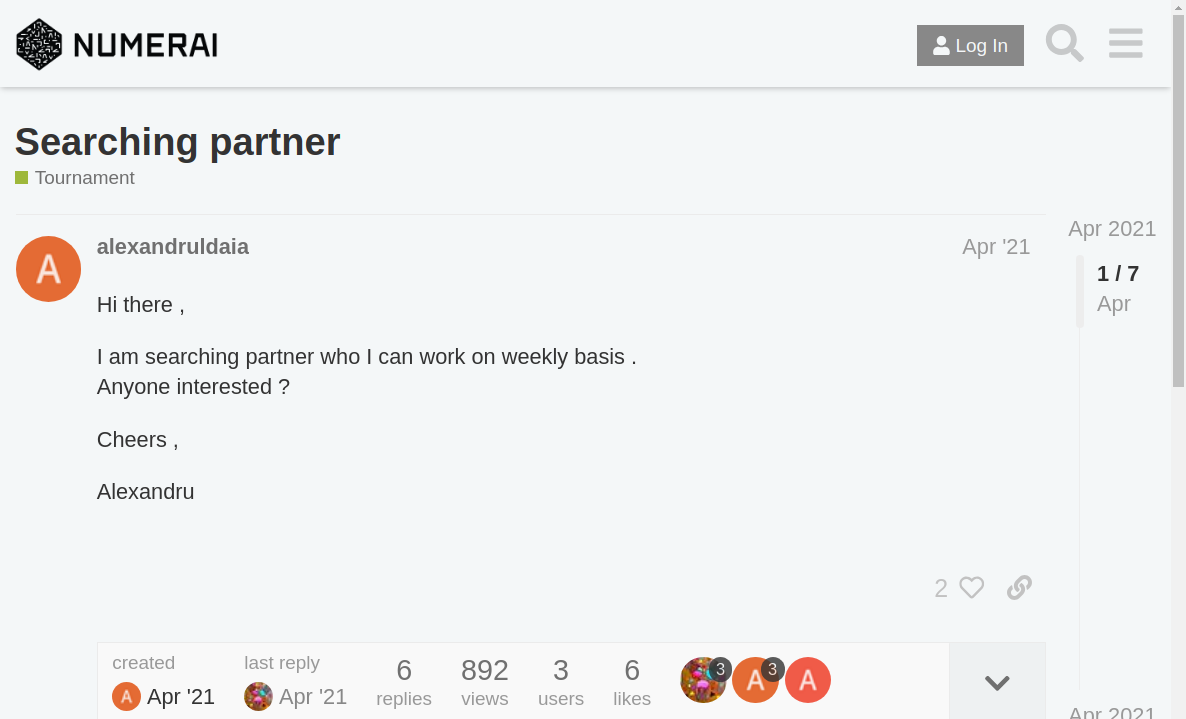 NUMERAI
Log In
Searching partner
Tournament
alexandruldaia
Apr '21
Apr 2021
1 / 7
Apr
Hi there ,
I am searching partner who I can work on weekly basis .
Anyone interested ?
Cheers ,
Alexandru
2
created
A Apr '21
last reply
Apr '21
6
replies
892
views
3
users
6
likes
3
A 3
A
A
Apr 2021